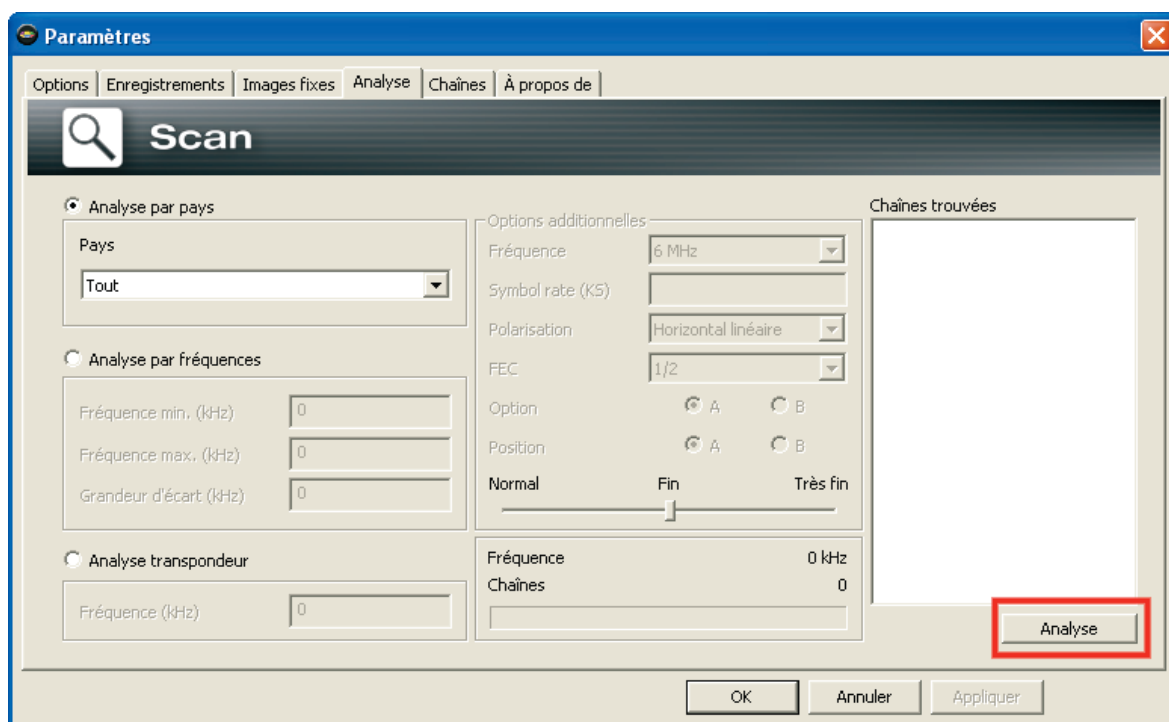 Paramètres
Options Enregistrements Images fixes Analyse Chaînes À propos de
Scan
Analyse par pays
Pays
Tout
Analyse par fréquences
Fréquence min. (kHz) 0
Fréquence max. (kHz) 0
Grandeur d'écart (kHz) 0
Analyse transpondeur
Fréquence (kHz) 0
Options additionnelles
Fréquence 6 MHz
Symbol rate (KS)
Polarisation Horizontal linéaire
FEC 1/2
Option A B
Position A B
Normal Fin Très fin
Fréquence 0 kHz
Chaînes 0
Chaînes trouvées
Analyse
OK Annuler Appliquer